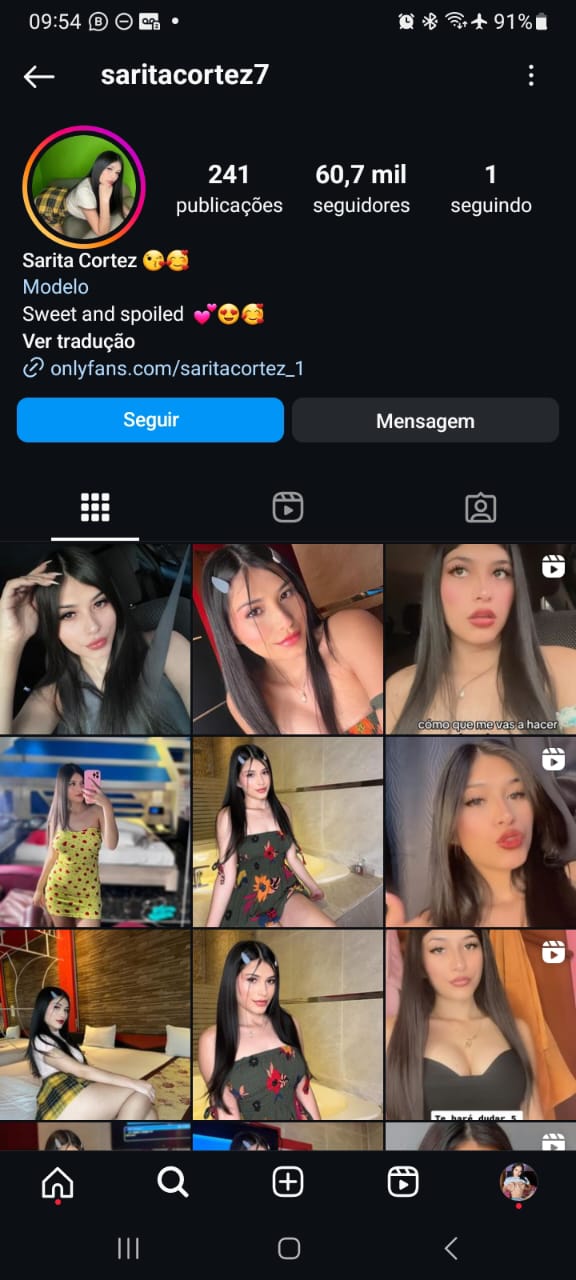 09:54
91%
saritacortez7
241
60,7 mil
1
publicações
seguidores
seguindo
Sarita Cortez 😘🥰
Modelo
Sweet and spoiled 💕😍🥰
Ver tradução
onlyfans.com/saritacortez_1
Seguir
Mensagem
cómo que me vas a hacer
Te haré dudar 5